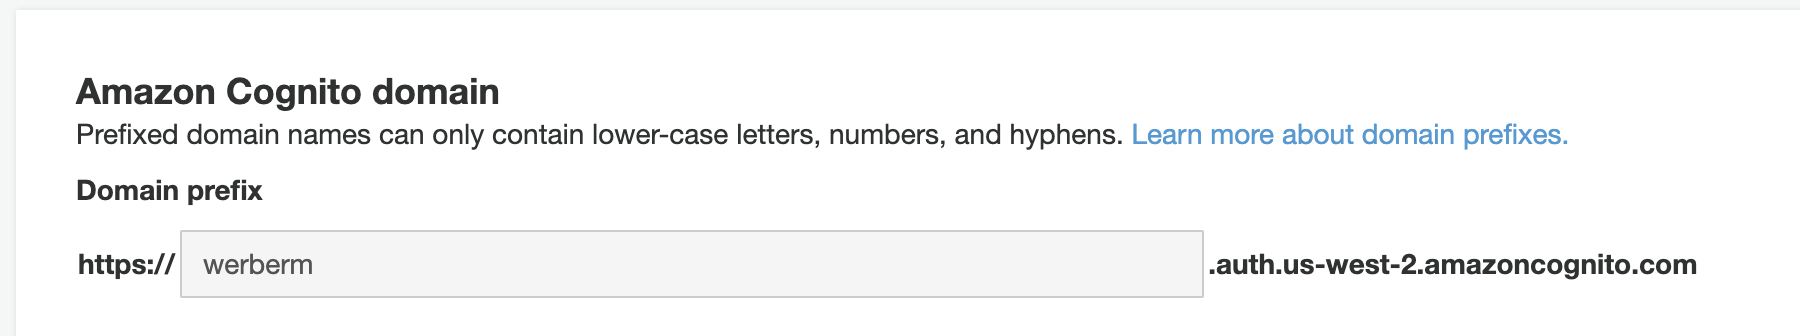 Amazon Cognito domain
Prefixed domain names can only contain lower-case letters, numbers, and hyphens. Learn more about domain prefixes.
Domain prefix
https:// werberm .auth.us-west-2.amazoncognito.com